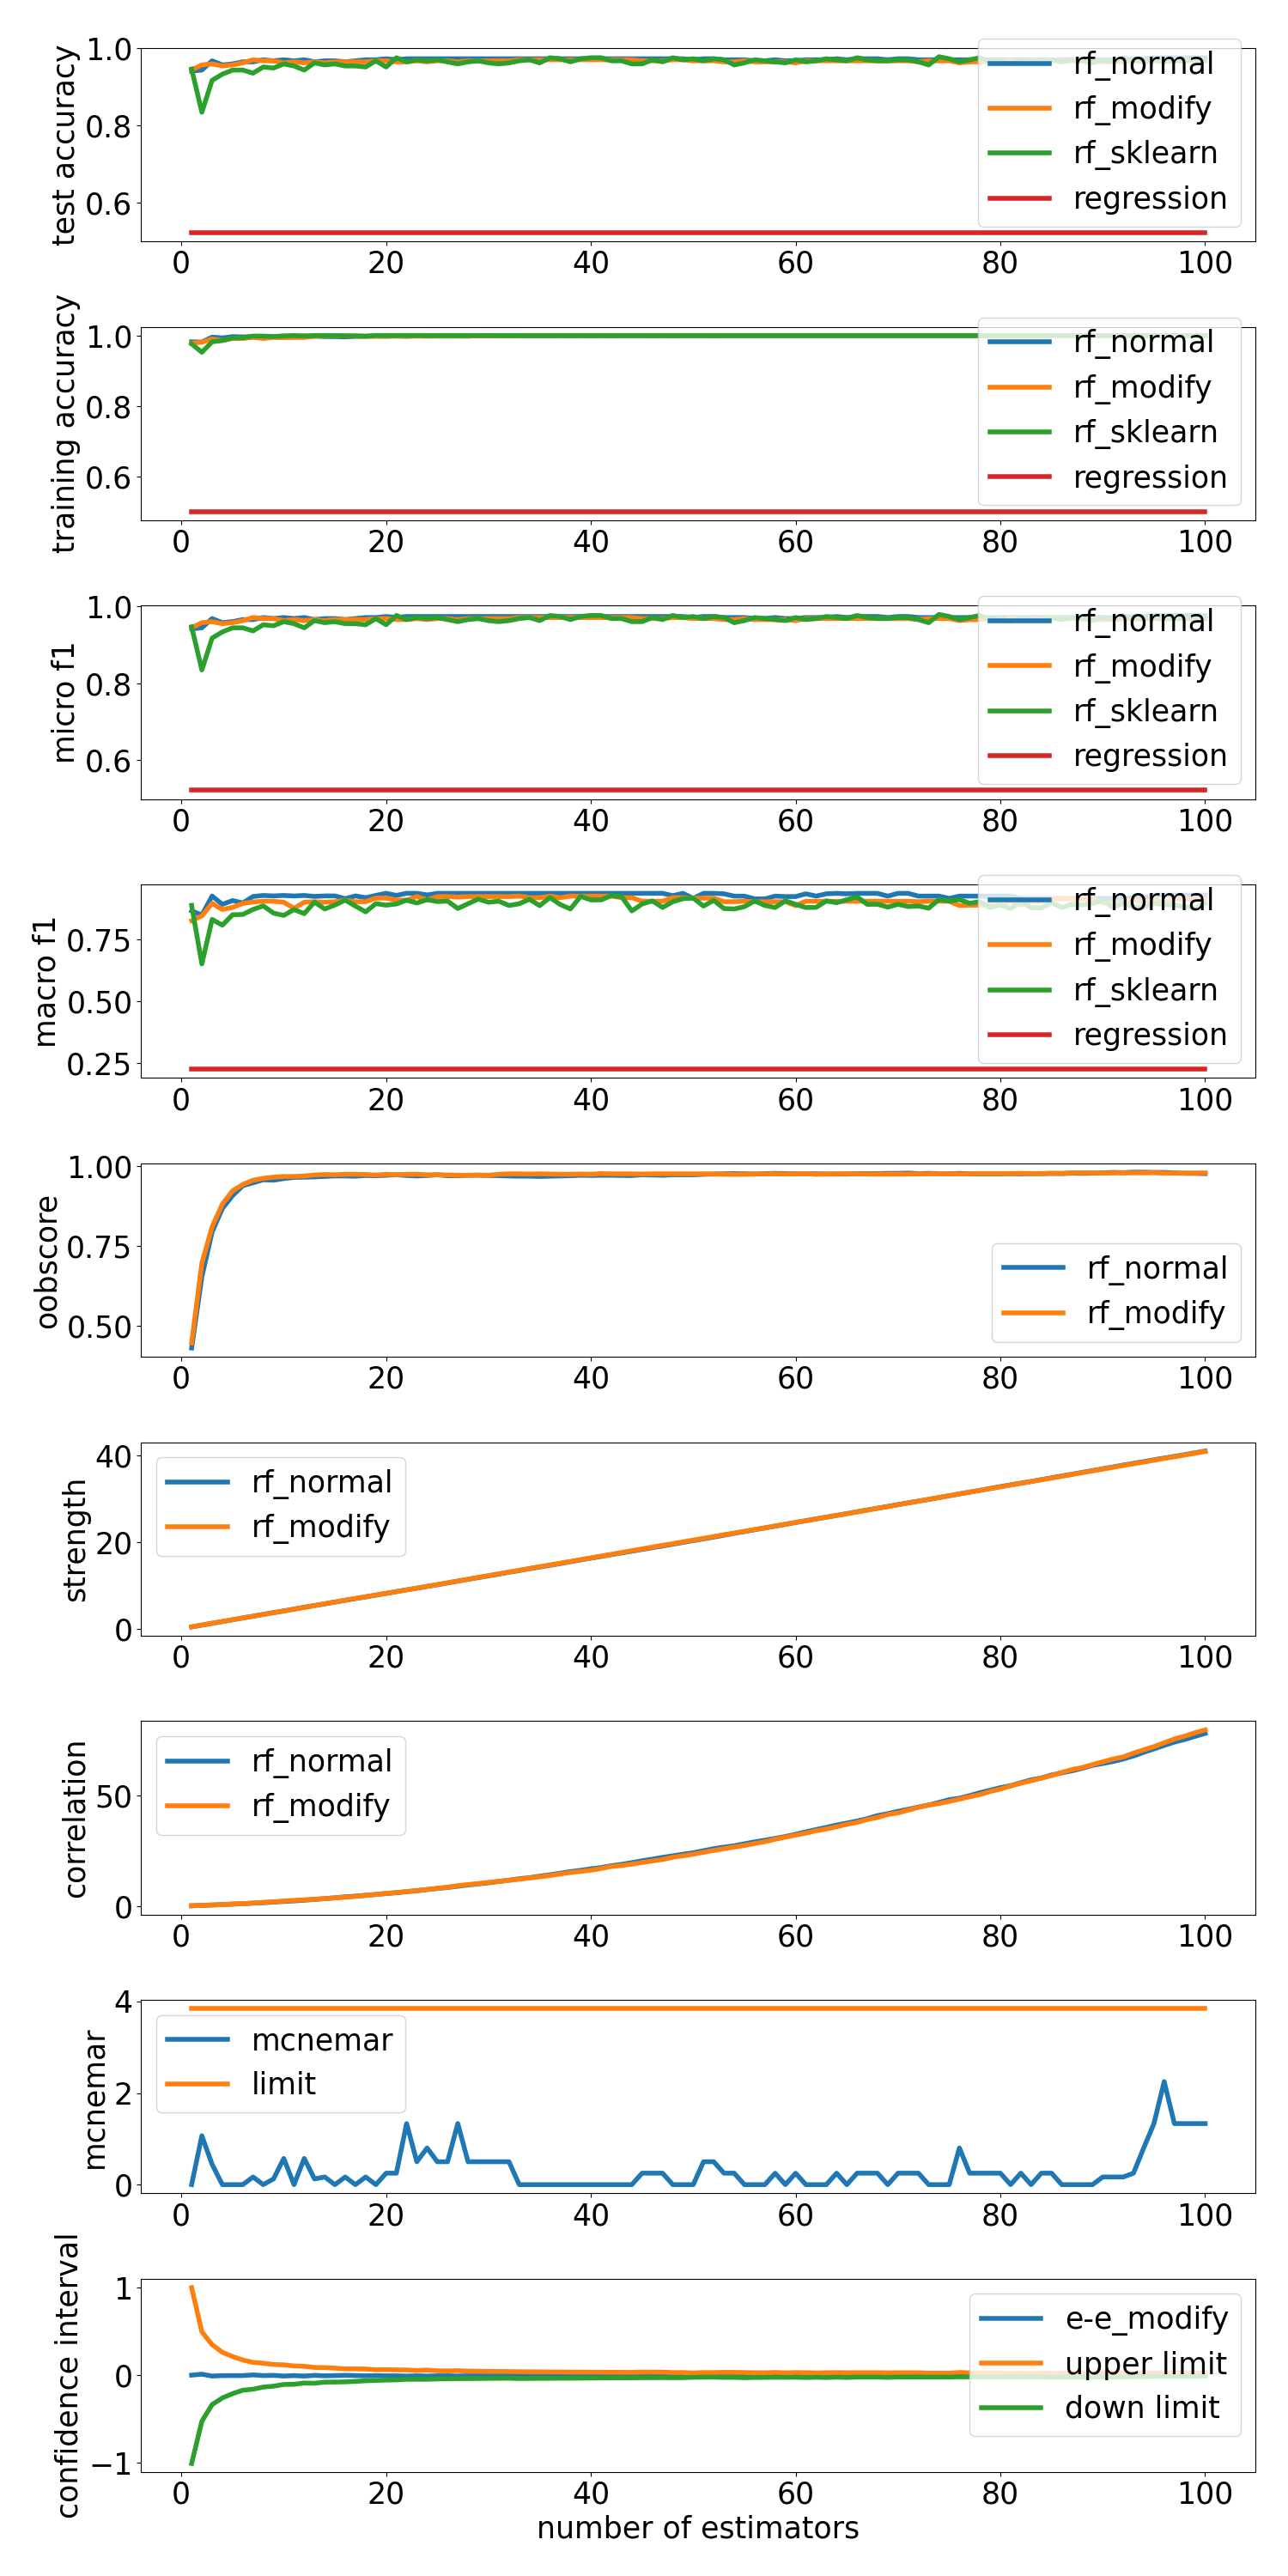 test accuracy
1.0
0.8
0.6
rf_normal
rf_modify
rf_sklearn
regression
0 20 40 60 80 100
training accuracy
1.0
0.8
0.6
rf_normal
rf_modify
rf_sklearn
regression
0 20 40 60 80 100
micro f1
1.0
0.8
0.6
rf_normal
rf_modify
rf_sklearn
regression
0 20 40 60 80 100
macro f1
0.75
0.50
0.25
rf_normal
rf_modify
rf_sklearn
regression
0 20 40 60 80 100
oobscore
1.00
0.75
0.50
rf_normal
rf_modify
0 20 40 60 80 100
strength
40
20
0
rf_normal
rf_modify
0 20 40 60 80 100
correlation
50
0
rf_normal
rf_modify
0 20 40 60 80 100
mcnemar
4
2
0
mcnemar
limit
0 20 40 60 80 100
confidence interval
1
0
−1
e-e_modify
upper limit
down limit
0 20 40 60 80 100
number of estimators